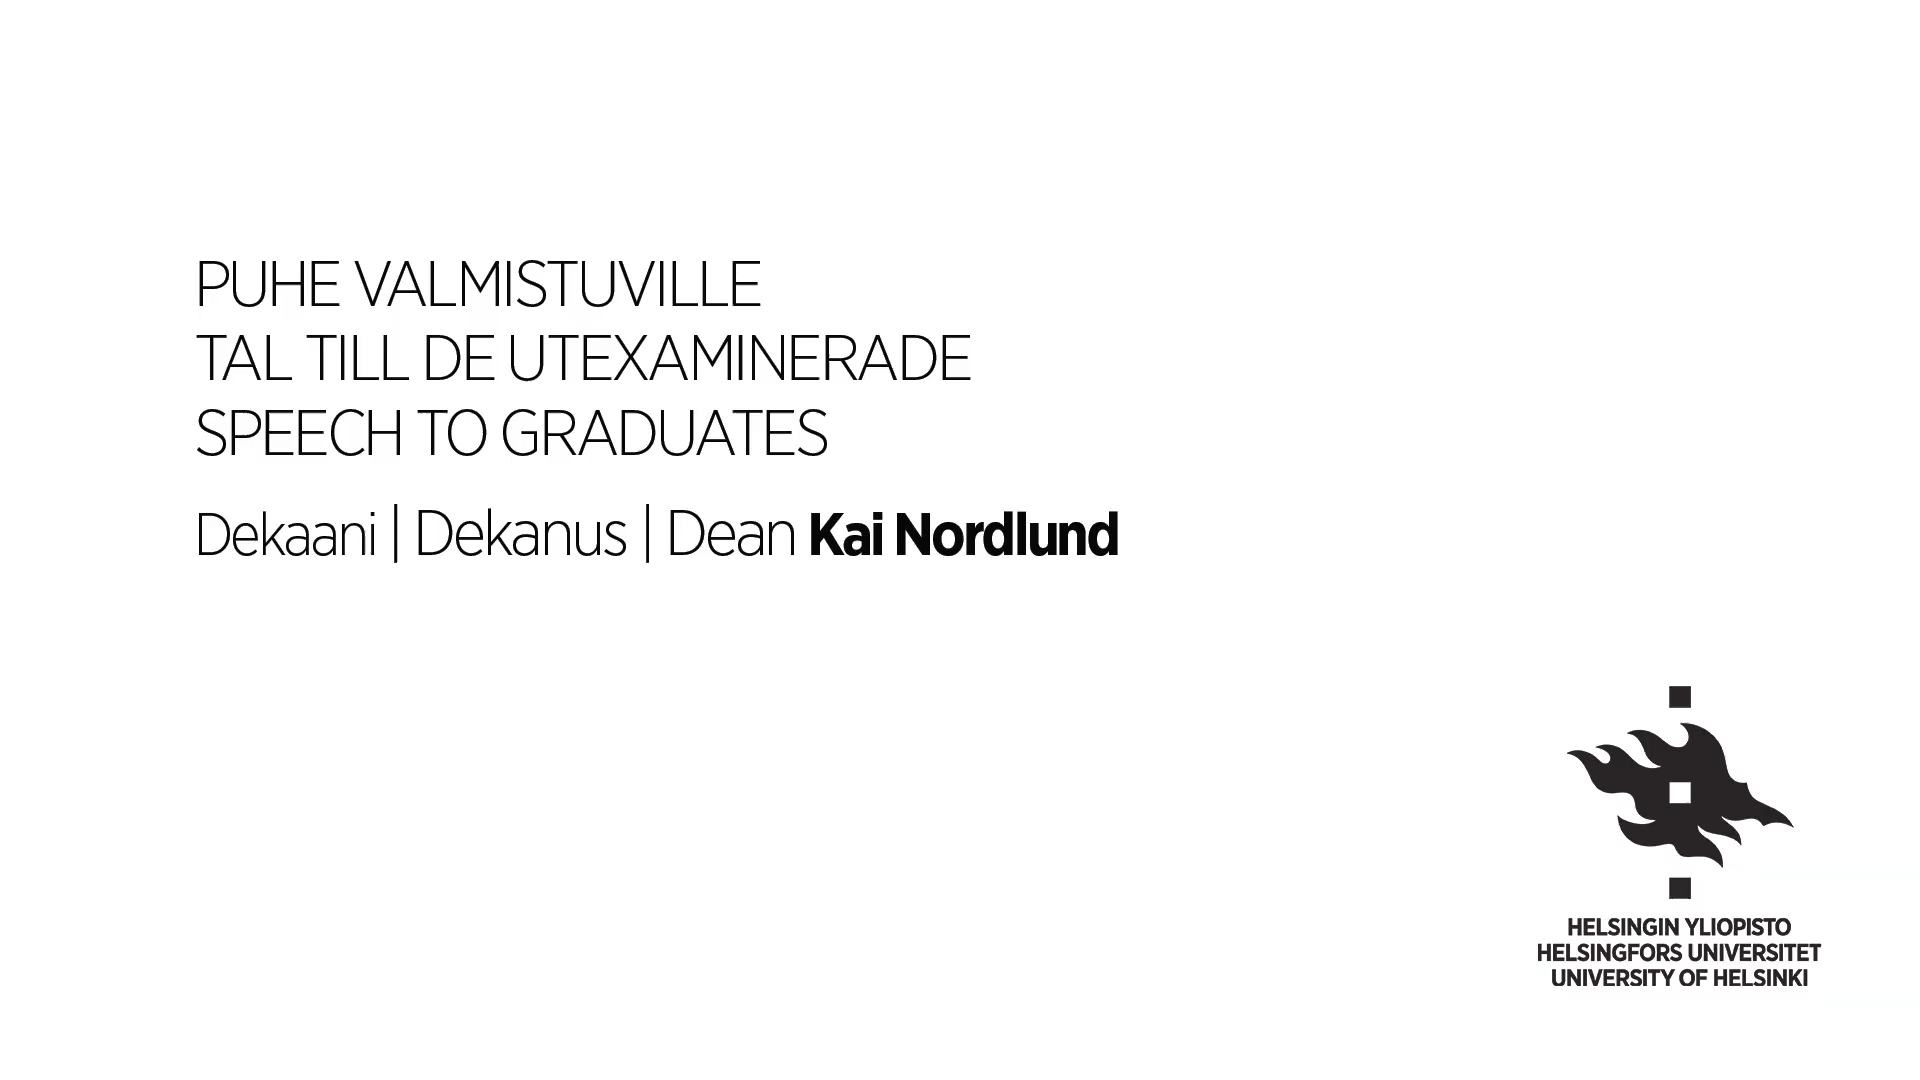 PUHE VALMISTUVILLE
TAL TILL DE UTEXAMINERADE
SPEECH TO GRADUATES
Dekaani | Dekanus | Dean Kai Nordlund
HELSINGIN YLIOPISTO
HELSINGFORS UNIVERSITET
UNIVERSITY OF HELSINKI